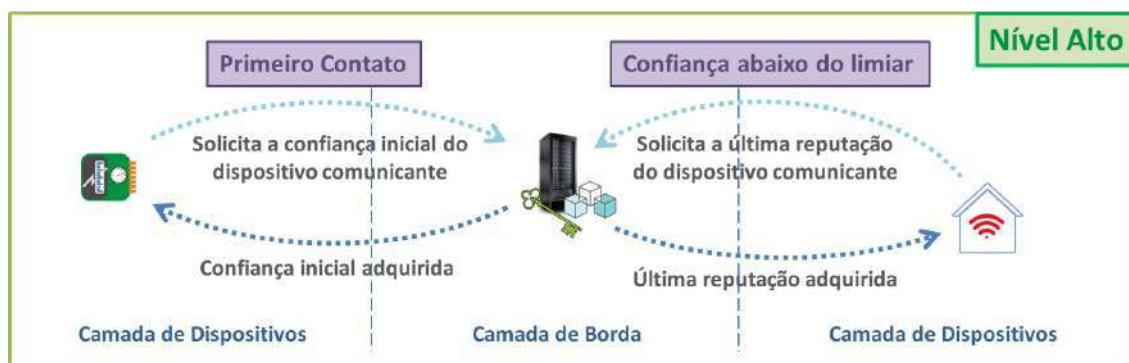 Nível Alto
Primeiro Contato
Confiança abaixo do limiar
Solicita a confiança inicial do
dispositivo comunicante
Solicita a última reputação
do dispositivo comunicante
Confiança inicial adquirida
Última reputação adquirida
Camada de Dispositivos
Camada de Borda
Camada de Dispositivos